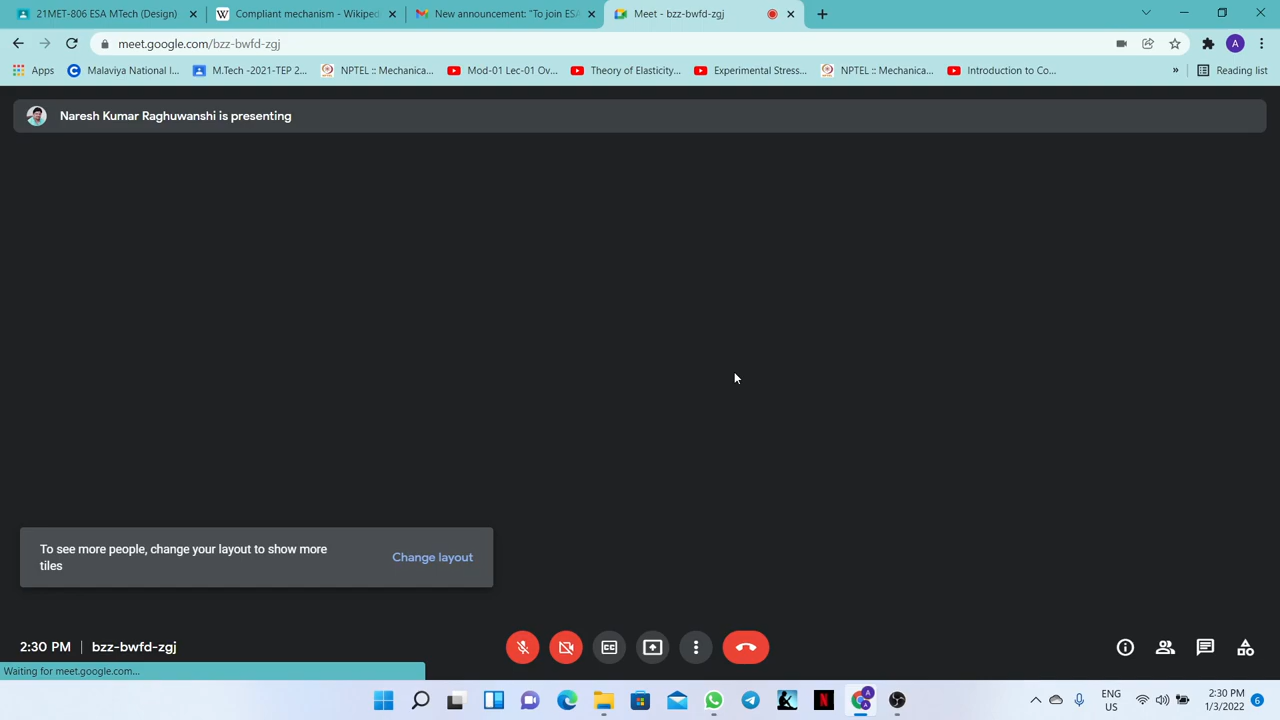 21MET-806 ESA MTech (Design)
Compliant mechanism - Wikiped
New announcement: "To join ESA
Meet - bzz-bwfd-zgj
meet.google.com/bzz-bwfd-zgj
A
Apps
Malaviya National I...
M.Tech -2021-TEP 2...
NPTEL :: Mechanica...
Mod-01 Lec-01 Ov...
Theory of Elasticity...
Experimental Stress...
NPTEL :: Mechanica...
Introduction to Co...
»
Reading list
Naresh Kumar Raghuwanshi is presenting
To see more people, change your layout to show more
tiles
Change layout
2:30 PM | bzz-bwfd-zgj
Waiting for meet.google.com...
ENG
US
2:30 PM
1/3/2022
6